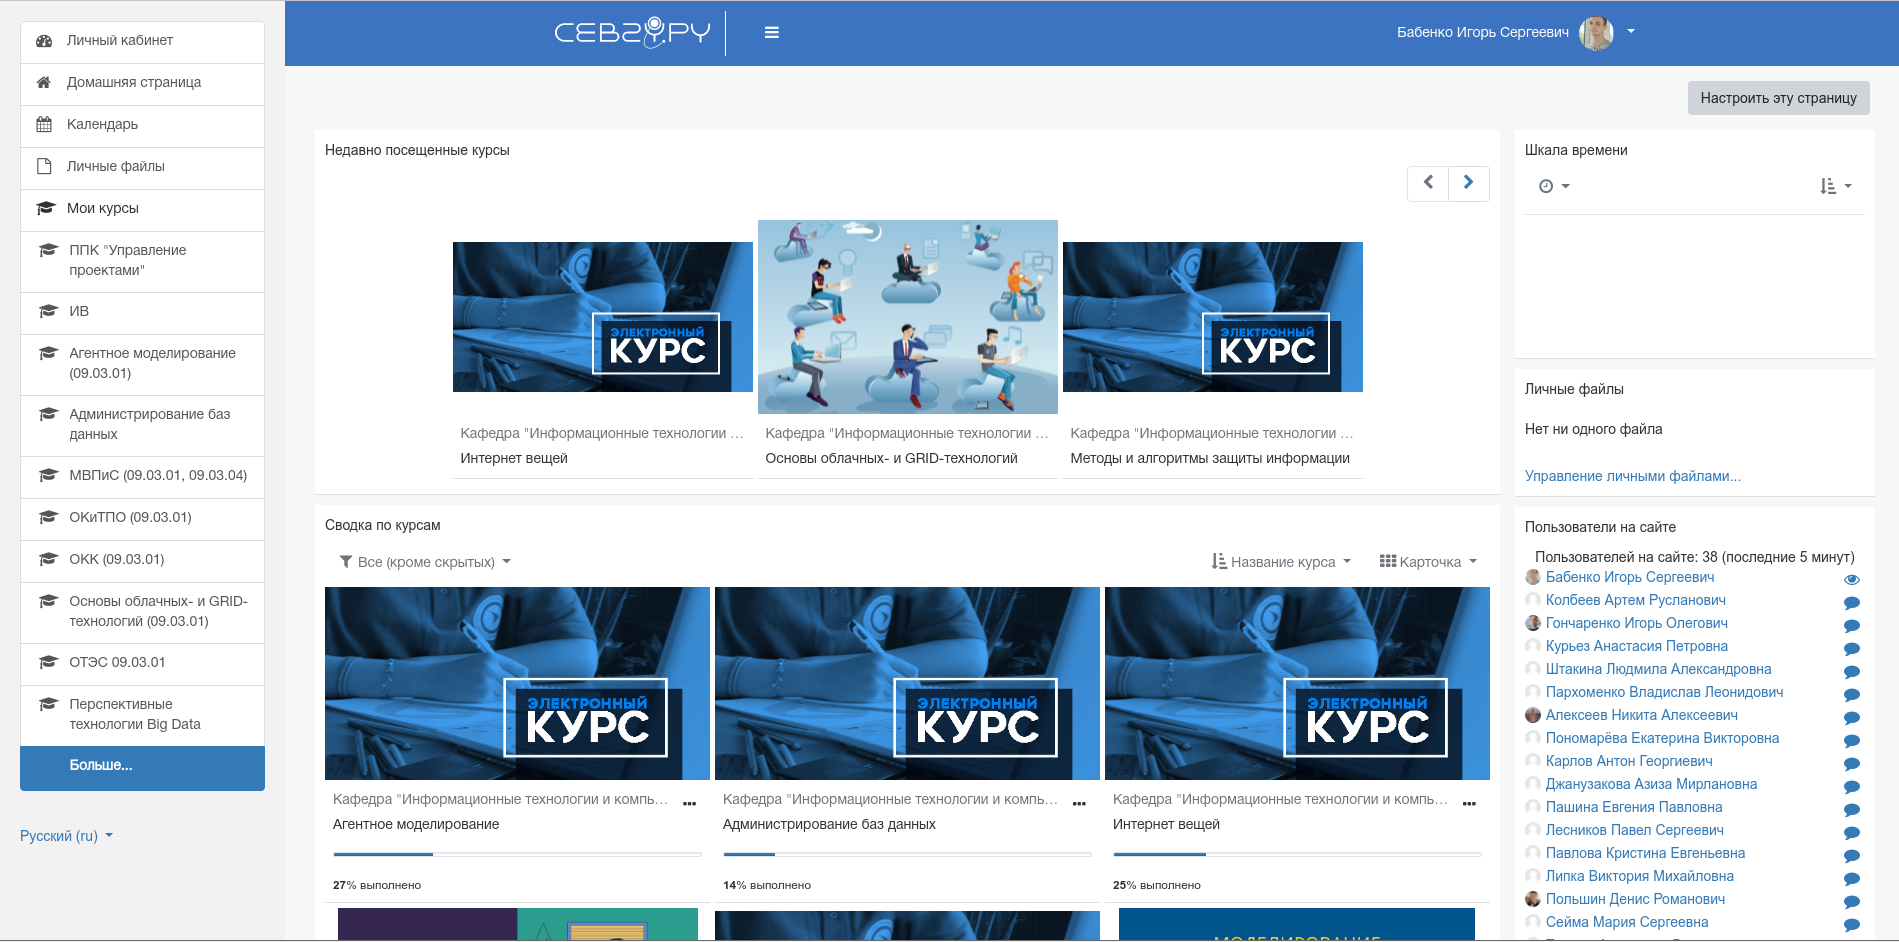 Личный кабинет
Домашняя страница
Календарь
Личные файлы
Мои курсы
ППК "Управление
проектами"
ИВ
Агентное моделирование
(09.03.01)
Администрирование баз
данных
МВПиС (09.03.01, 09.03.04)
ОКиТПО (09.03.01)
ОКК (09.03.01)
Основы облачных- и GRID-
технологий (09.03.01)
ОТЭС 09.03.01
Перспективные
технологии Big Data
Больше...
Русский (ru)
СЕВГУ.РУ
Бабенко Игорь Сергеевич
Настроить эту страницу
Недавно посещенные курсы
ЭЛЕКТРОННЫЙ
КУРС
ЭЛЕКТРОННЫЙ
КУРС
Кафедра "Информационные технологии ...
Интернет вещей
Кафедра "Информационные технологии ...
Основы облачных- и GRID-технологий
Кафедра "Информационные технологии ...
Методы и алгоритмы защиты информации
Сводка по курсам
Все (кроме скрытых)
Название курса
Карточка
ЭЛЕКТРОННЫЙ
КУРС
ЭЛЕКТРОННЫЙ
КУРС
ЭЛЕКТРОННЫЙ
КУРС
Кафедра "Информационные технологии и компь...
Агентное моделирование
27% выполнено
Кафедра "Информационные технологии и компь...
Администрирование баз данных
14% выполнено
Кафедра "Информационные технологии и компь...
Интернет вещей
25% выполнено
МОДЕЛИРОВАНИЕ
Шкала времени
Личные файлы
Нет ни одного файла
Управление личными файлами...
Пользователи на сайте
Пользователей на сайте: 38 (последние 5 минут)
Бабенко Игорь Сергеевич
Колбеев Артем Русланович
Гончаренко Игорь Олегович
Курьез Анастасия Петровна
Штакина Людмила Александровна
Пархоменко Владислав Леонидович
Алексеев Никита Алексеевич
Пономарёва Екатерина Викторовна
Карлов Антон Георгиевич
Джанузакова Азиза Мирлановна
Пашина Евгения Павловна
Лесников Павел Сергеевич
Павлова Кристина Евгеньевна
Липка Виктория Михайловна
Польшин Денис Романович
Сейма Мария Сергеевна